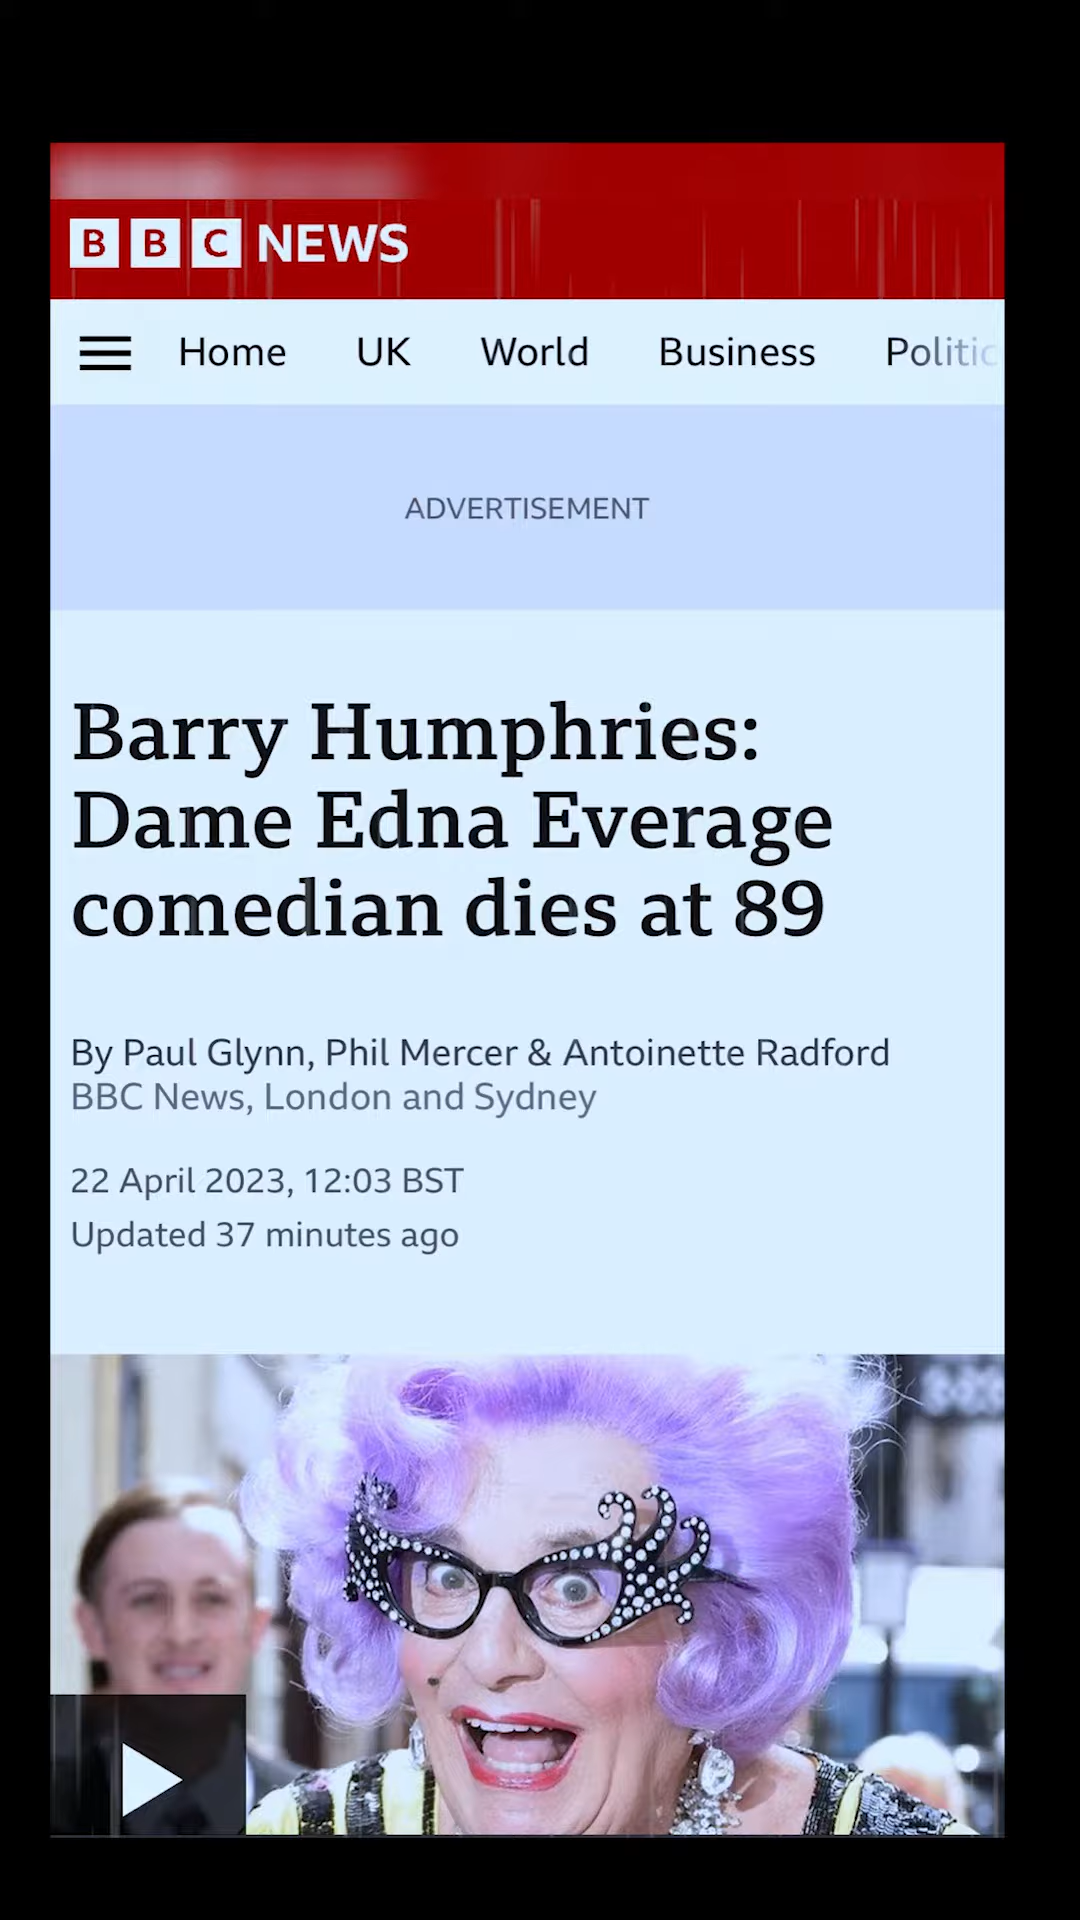 BBC NEWS
Home UK World Business Politic
ADVERTISEMENT
Barry Humphries:
Dame Edna Everage
comedian dies at 89
By Paul Glynn, Phil Mercer & Antoinette Radford
BBC News, London and Sydney
22 April 2023, 12:03 BST
Updated 37 minutes ago